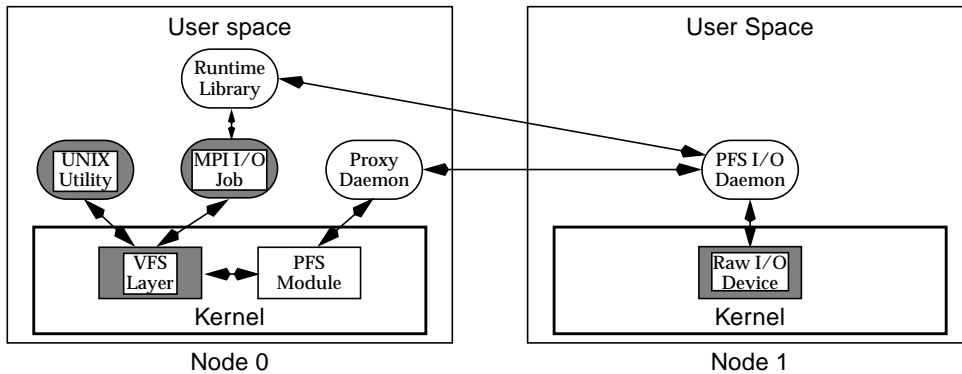 User space
User Space
Runtime
Library
UNIX
Utility
MPI I/O
Job
Proxy
Daemon
PFS I/O
Daemon
VFS
Layer
PFS
Module
Raw I/O
Device
Kernel
Kernel
Node 0
Node 1